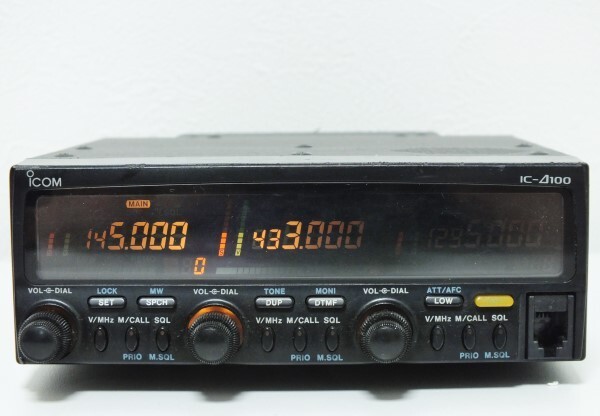 ICOM
IC-Δ100
MAIN
145.000 433.000 1295.000
0
VOL-⊖-DIAL LOCK MW VOL-⊖-DIAL TONE MONI VOL-⊖-DIAL ATT/AFC
SET SPCH DUP DTMF LOW
V/MHz M/CALL SQL V/MHz M/CALL SQL V/MHz M/CALL SQL
PRIO M.SQL PRIO M.SQL PRIO M.SQL